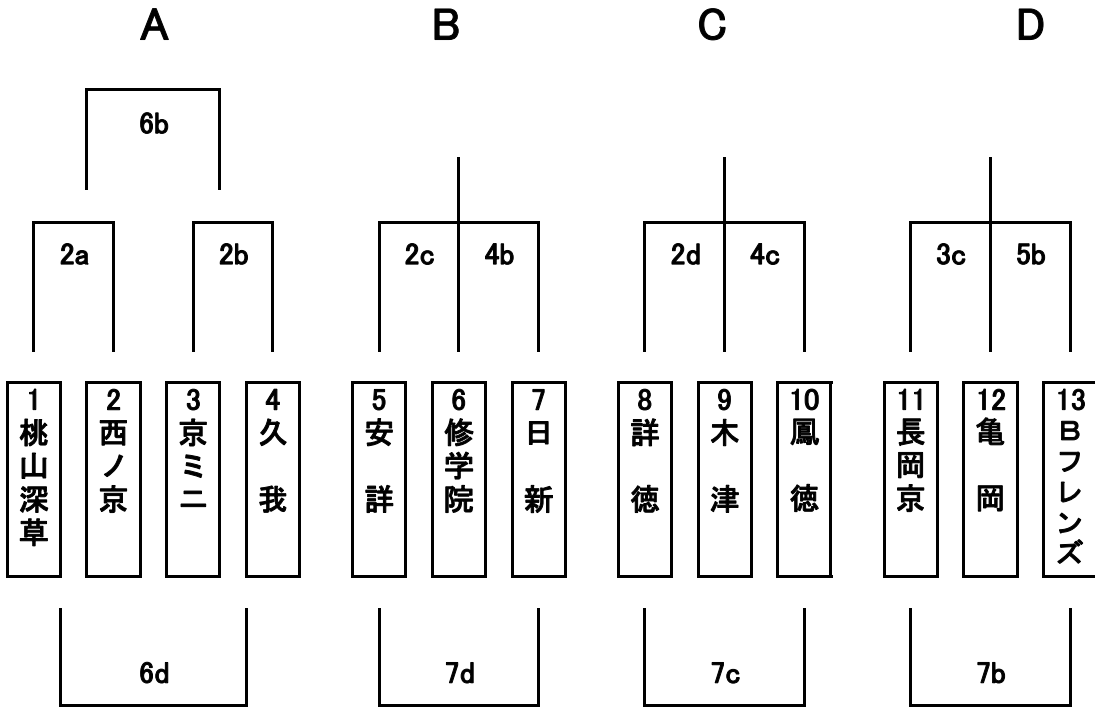 A
B
C
D
6b
2a
2b
2c
4b
2d
4c
3c
5b
1
桃山深草
2
西ノ京
3
京ミニ
4
久我
5
安詳
6
修学院
7
日新
8
詳徳
9
木津
10
鳳徳
11
長岡京
12
亀岡
13
Bフレンズ
6d
7d
7c
7b